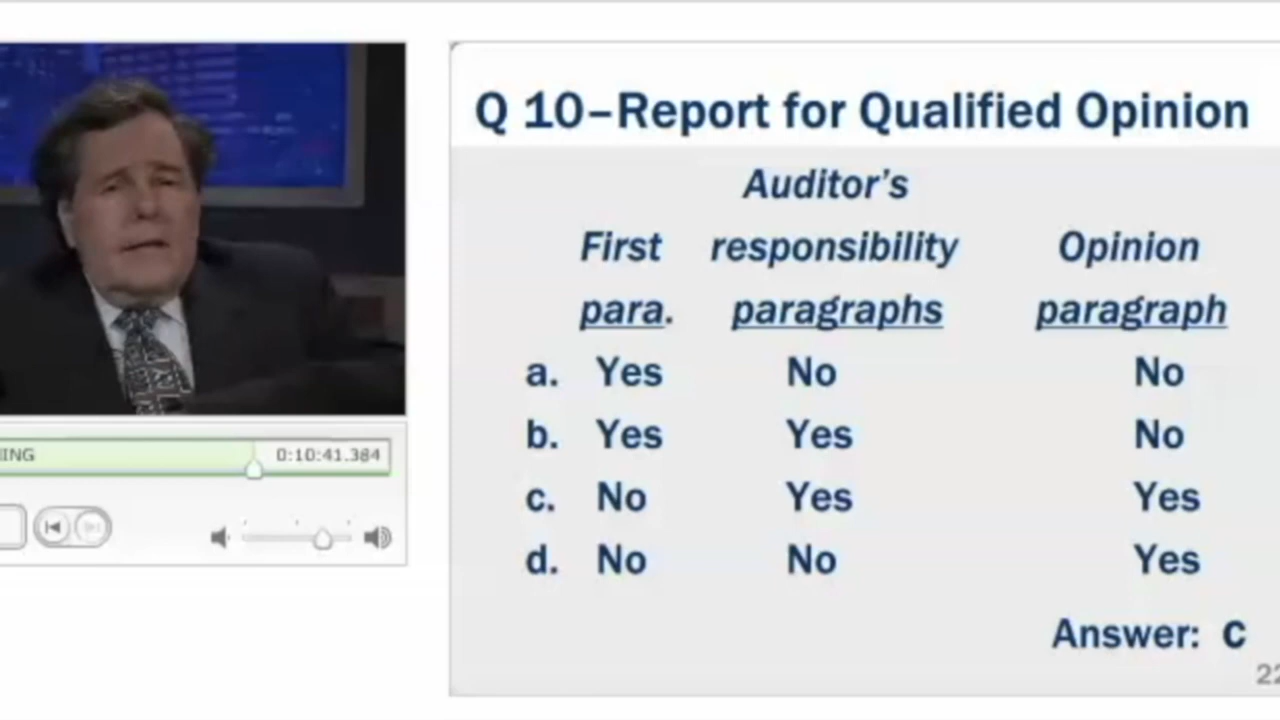 Q 10–Report for Qualified Opinion
Auditor's
First responsibility Opinion
para. paragraphs paragraph
a. Yes No No
b. Yes Yes No
c. No Yes Yes
d. No No Yes
Answer: C
22
ING 0:10:41.384